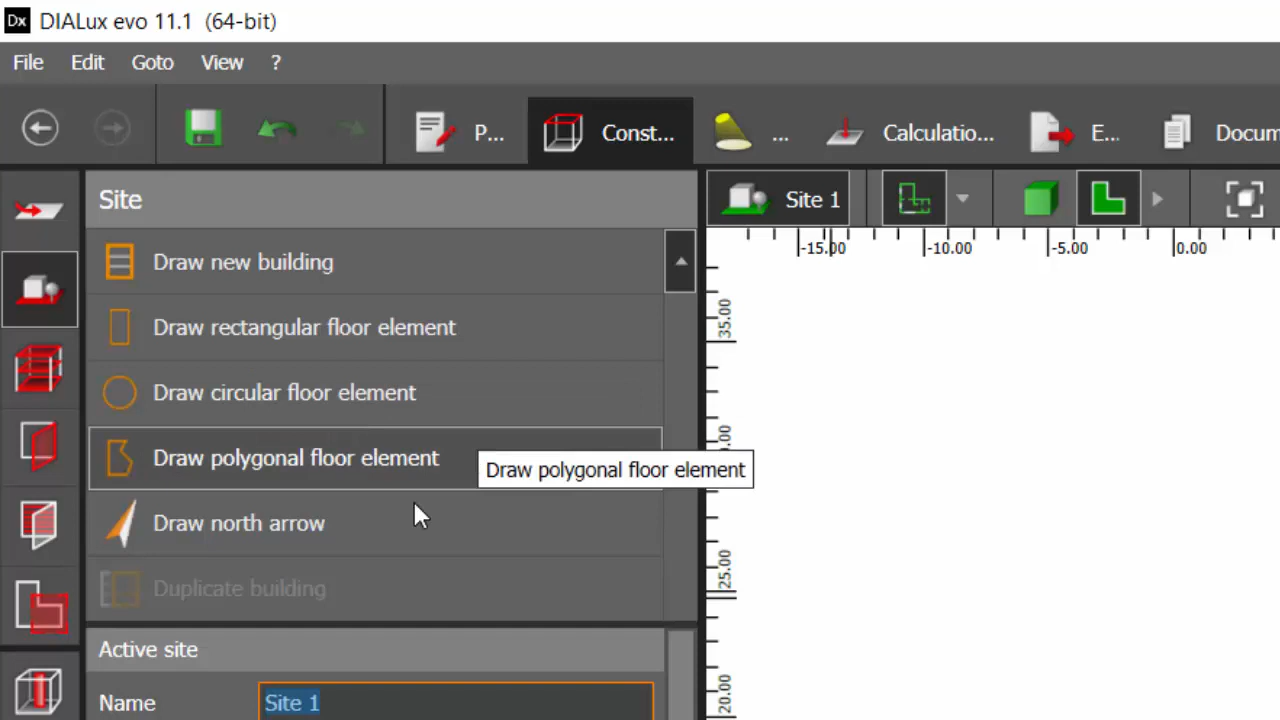 Dx DIALux evo 11.1 (64-bit)
File Edit Goto View ?
P... Const... ... Calculatio... E... Docum
Site
Site 1
-15.00 -10.00 -5.00 0.00
Draw new building
Draw rectangular floor element
35.00
Draw circular floor element
Draw polygonal floor element
Draw polygonal floor element
Draw north arrow
25.00
Duplicate building
Active site
Name Site 1
20.00